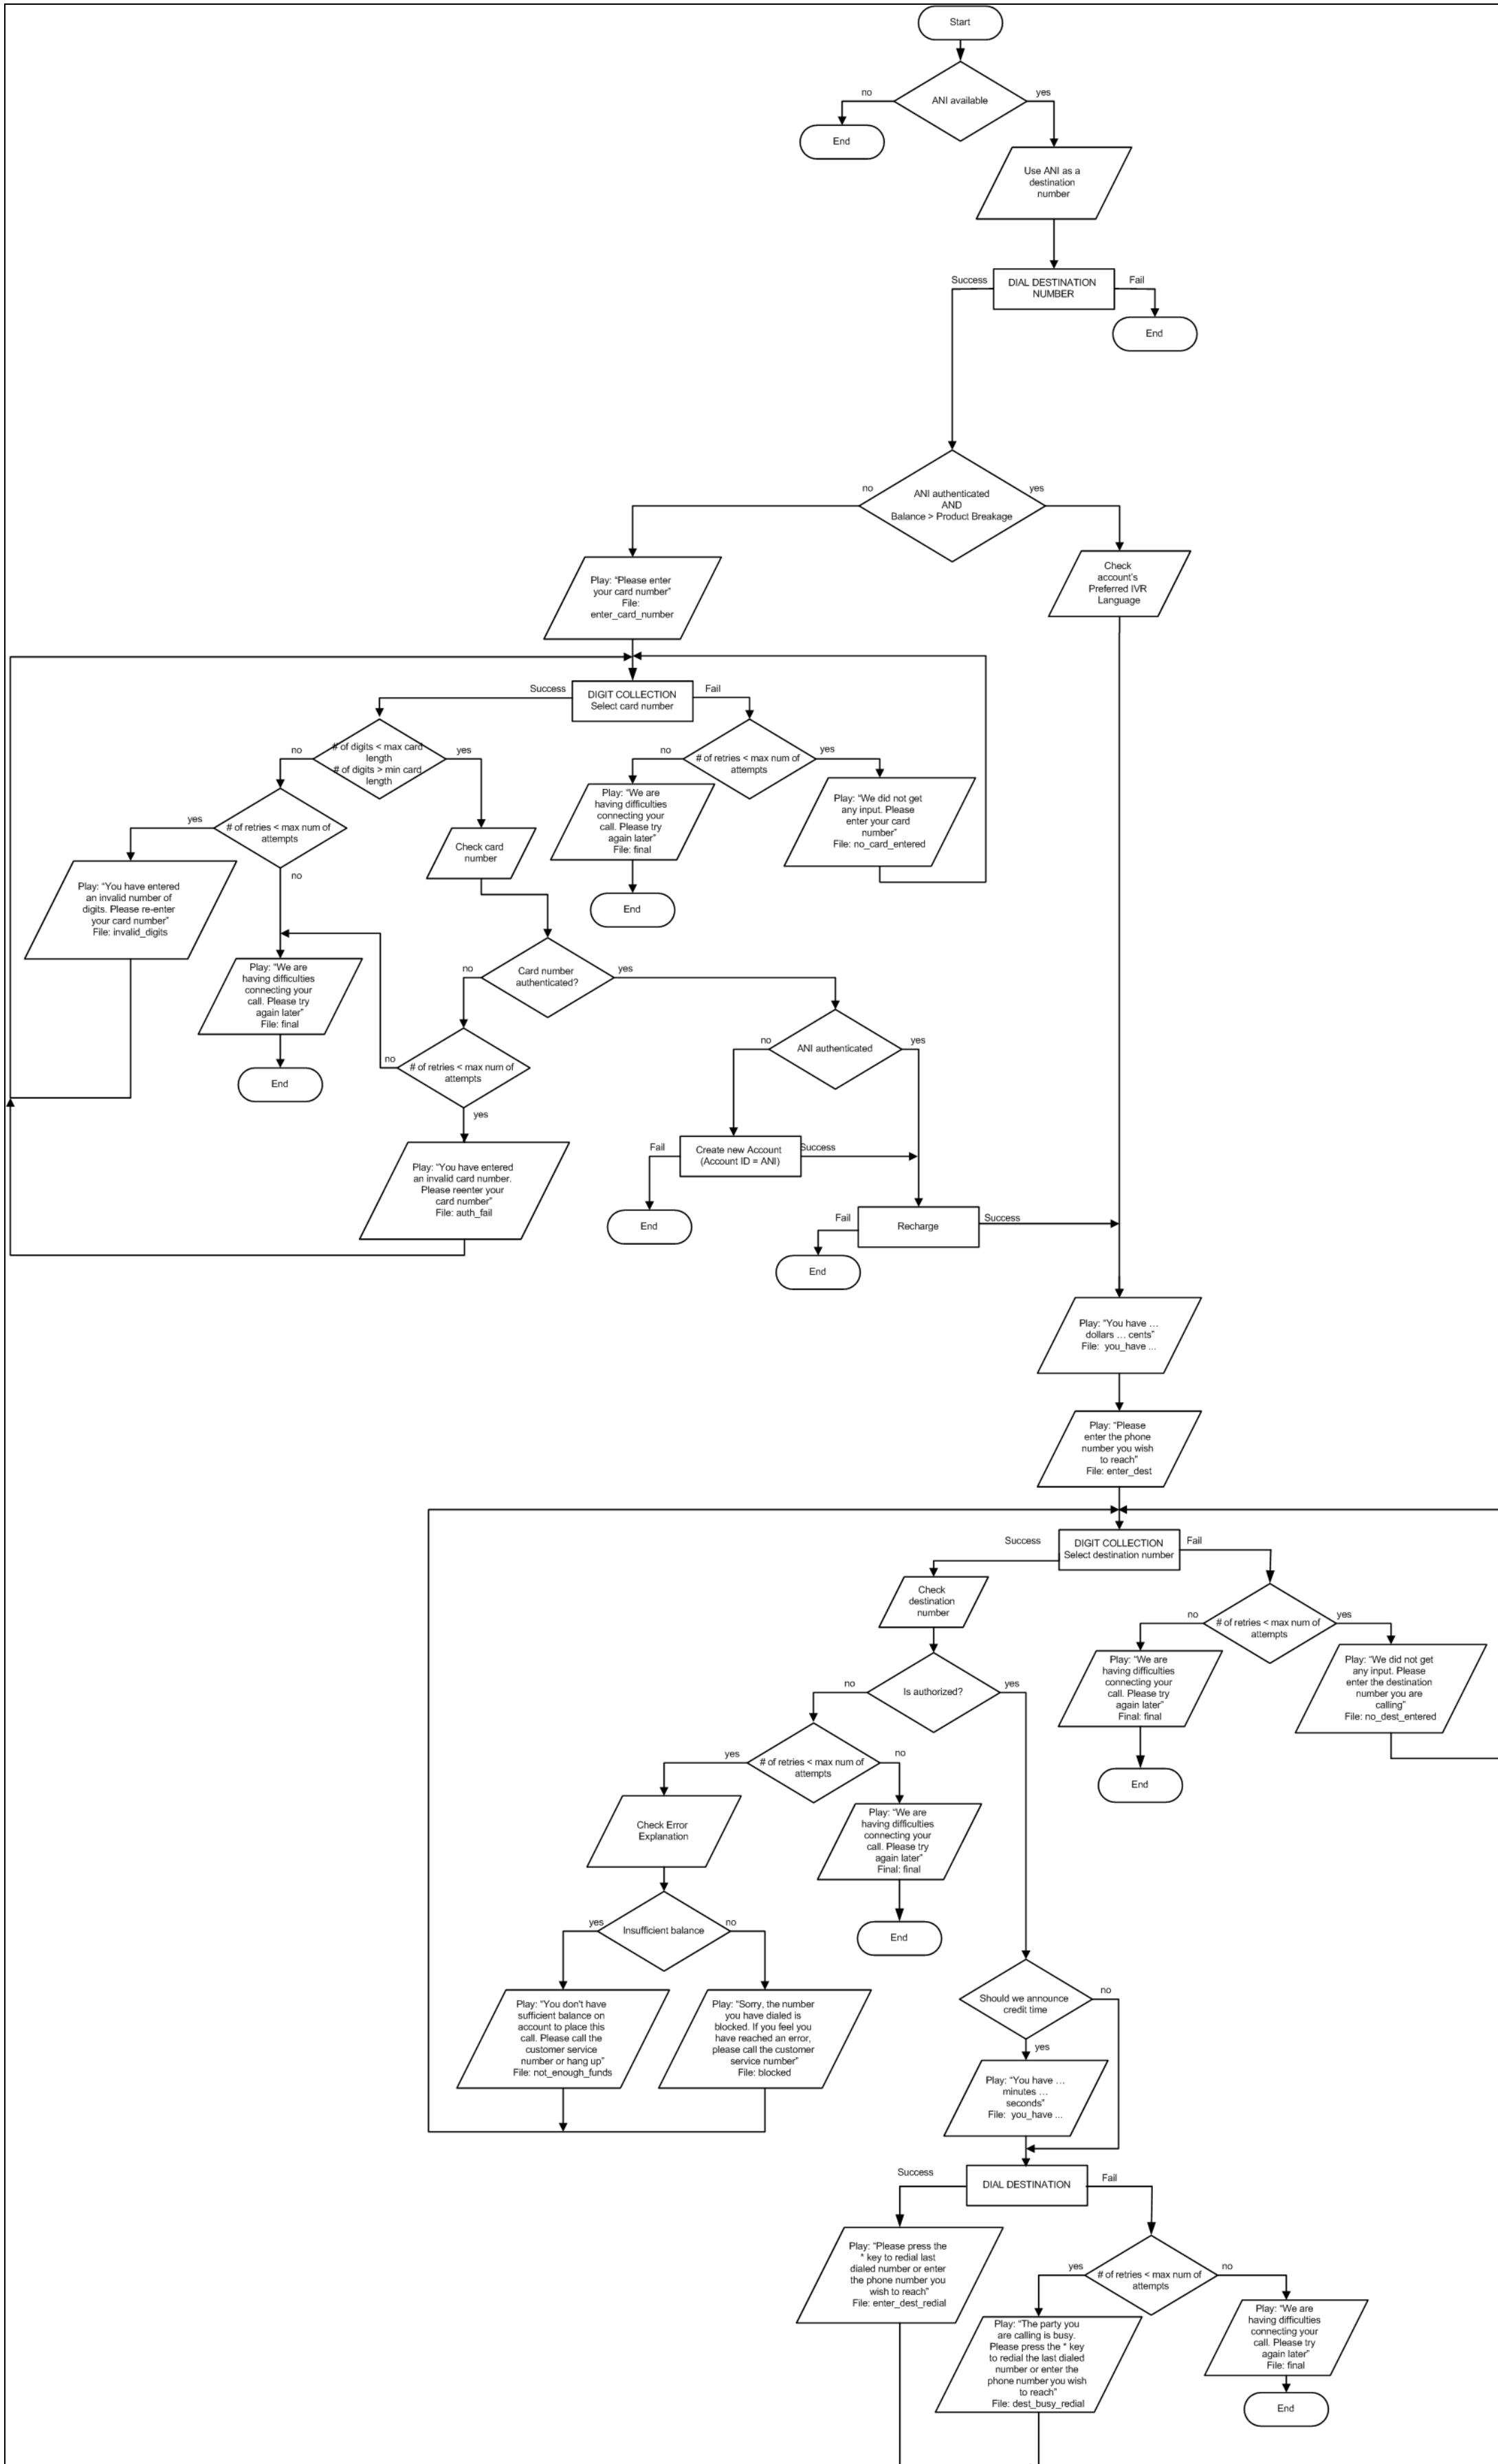 Start
ANI available
no
yes
End
Use ANI as a
destination
number
DIAL DESTINATION
NUMBER
Success
Fail
End
ANI authenticated
AND
Balance > Product Breakage
no
yes
Play: "Please enter
your card number"
File:
enter_card_number
Check
account's
Preferred IVR
Language
DIGIT COLLECTION
Select card number
Success
Fail
# of digits < max card
length
# of digits > min card
length
no
yes
# of retries < max num of
attempts
no
yes
# of retries < max num of
attempts
yes
no
Check card
number
Play: "We are
having difficulties
connecting your
call. Please try
again later"
File: final
Play: "We did not get
any input. Please
enter your card
number"
File: no_card_entered
End
Play: "You have entered
an invalid number of
digits. Please re-enter
your card number"
File: invalid_digits
Play: "We are
having difficulties
connecting your
call. Please try
again later"
File: final
End
Card number
authenticated?
no
yes
# of retries < max num of
attempts
no
yes
ANI authenticated
no
yes
Play: "You have entered
an invalid card number.
Please reenter your
card number"
File: auth_fail
Create new Account
(Account ID = ANI)
Fail
Success
End
Recharge
Fail
Success
End
Play: "You have ...
dollars ... cents"
File: you_have ...
Play: "Please
enter the phone
number you wish
to reach"
File: enter_dest
DIGIT COLLECTION
Select destination number
Success
Fail
Check
destination
number
# of retries < max num of
attempts
no
yes
Play: "We are
having difficulties
connecting your
call. Please try
again later"
Final: final
Play: "We did not get
any input. Please
enter the destination
number you are
calling"
File: no_dest_entered
End
Is authorized?
no
yes
# of retries < max num of
attempts
yes
no
Check Error
Explanation
Play: "We are
having difficulties
connecting your
call. Please try
again later"
Final: final
End
Insufficient balance
yes
no
Play: "You don't have
sufficient balance on
account to place this
call. Please call the
customer service
number or hang up"
File: not_enough_funds
Play: "Sorry, the number
you have dialed is
blocked. If you feel you
have reached an error,
please call the customer
service number"
File: blocked
Should we announce
credit time
no
yes
Play: "You have ...
minutes ...
seconds"
File: you_have ...
DIAL DESTINATION
Success
Fail
Play: "Please press the
* key to redial last
dialed number or enter
the phone number you
wish to reach"
File: enter_dest_redial
# of retries < max num of
attempts
yes
no
Play: "The party you
are calling is busy.
Please press the * key
to redial the last dialed
number or enter the
phone number you wish
to reach"
File: dest_busy_redial
Play: "We are
having difficulties
connecting your
call. Please try
again later"
File: final
End